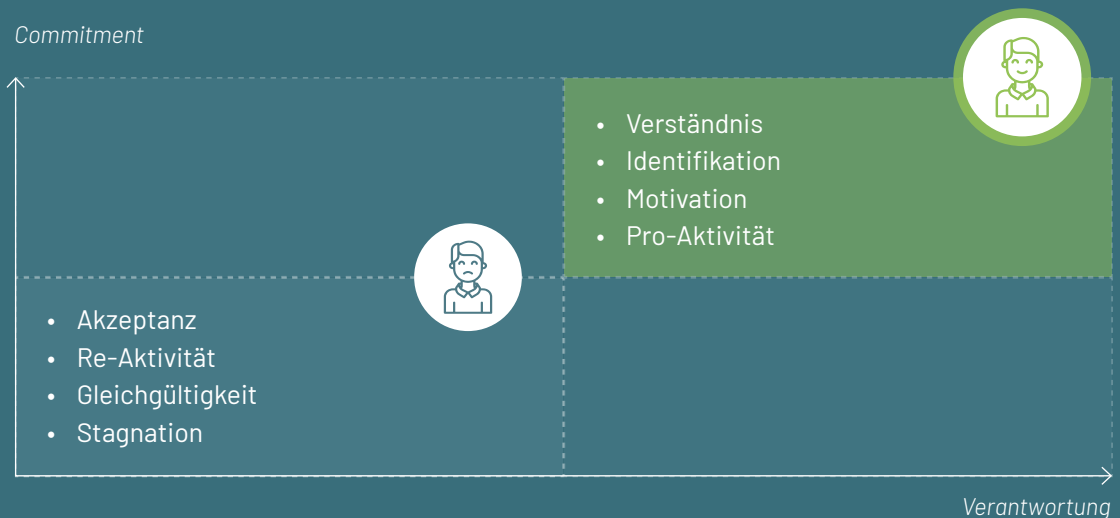 Commitment
• Verständnis
• Identifikation
• Motivation
• Pro-Aktivität
• Akzeptanz
• Re-Aktivität
• Gleichgültigkeit
• Stagnation
Verantwortung